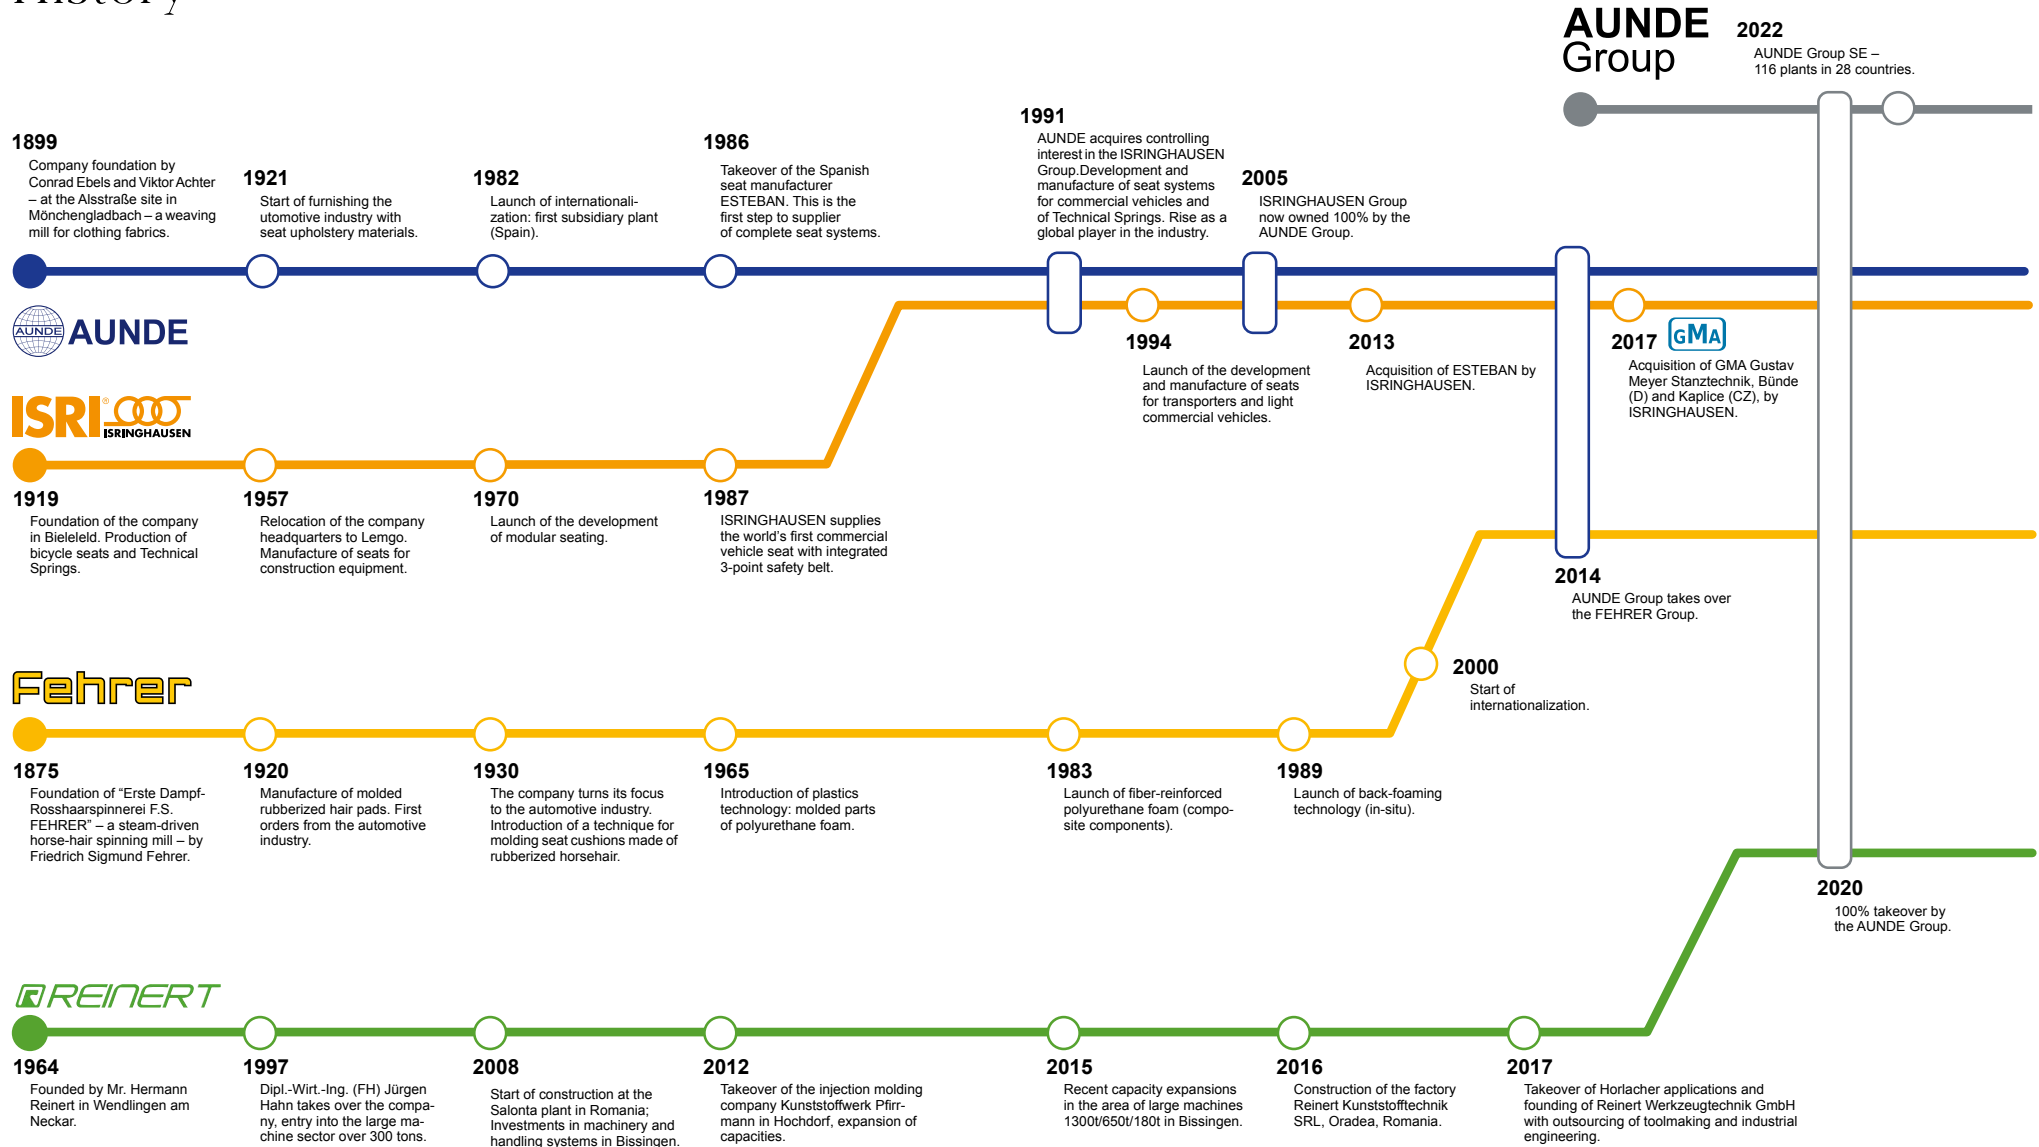 History
AUNDE
Group
2022
AUNDE Group SE –
116 plants in 28 countries.
1899
Company foundation by
Conrad Ebels and Viktor Achter
– at the Alsstraße site in
Mönchengladbach – a weaving
mill for clothing fabrics.
1921
Start of furnishing the
utomotive industry with
seat upholstery materials.
1982
Launch of internationali-
zation: first subsidiary plant
(Spain).
1986
Takeover of the Spanish
seat manufacturer
ESTEBAN. This is the
first step to supplier
of complete seat systems.
1991
AUNDE acquires controlling
interest in the ISRINGHAUSEN
Group.Development and
manufacture of seat systems
for commercial vehicles and
of Technical Springs. Rise as a
global player in the industry.
2005
ISRINGHAUSEN Group
now owned 100% by the
AUNDE Group.
AUNDE AUNDE
1994
Launch of the development
and manufacture of seats
for transporters and light
commercial vehicles.
2013
Acquisition of ESTEBAN by
ISRINGHAUSEN.
2017 GMA
Acquisition of GMA Gustav
Meyer Stanztechnik, Bünde
(D) and Kaplice (CZ), by
ISRINGHAUSEN.
ISRI®
ISRINGHAUSEN
1919
Foundation of the company
in Bieleleld. Production of
bicycle seats and Technical
Springs.
1957
Relocation of the company
headquarters to Lemgo.
Manufacture of seats for
construction equipment.
1970
Launch of the development
of modular seating.
1987
ISRINGHAUSEN supplies
the world's first commercial
vehicle seat with integrated
3-point safety belt.
2014
AUNDE Group takes over
the FEHRER Group.
2000
Start of
internationalization.
Fehrer
1875
Foundation of “Erste Dampf-
Rosshaarspinnerei F.S.
FEHRER” – a steam-driven
horse-hair spinning mill – by
Friedrich Sigmund Fehrer.
1920
Manufacture of molded
rubberized hair pads. First
orders from the automotive
industry.
1930
The company turns its focus
to the automotive industry.
Introduction of a technique for
molding seat cushions made of
rubberized horsehair.
1965
Introduction of plastics
technology: molded parts
of polyurethane foam.
1983
Launch of fiber-reinforced
polyurethane foam (compo-
site components).
1989
Launch of back-foaming
technology (in-situ).
2020
100% takeover by
the AUNDE Group.
REINERT
1964
Founded by Mr. Hermann
Reinert in Wendlingen am
Neckar.
1997
Dipl.-Wirt.-Ing. (FH) Jürgen
Hahn takes over the compa-
ny, entry into the large ma-
chine sector over 300 tons.
2008
Start of construction at the
Salonta plant in Romania;
Investments in machinery and
handling systems in Bissingen.
2012
Takeover of the injection molding
company Kunststoffwerk Pfirr-
mann in Hochdorf, expansion of
capacities.
2015
Recent capacity expansions
in the area of large machines
1300t/650t/180t in Bissingen.
2016
Construction of the factory
Reinert Kunststofftechnik
SRL, Oradea, Romania.
2017
Takeover of Horlacher applications and
founding of Reinert Werkzeugtechnik GmbH
with outsourcing of toolmaking and industrial
engineering.